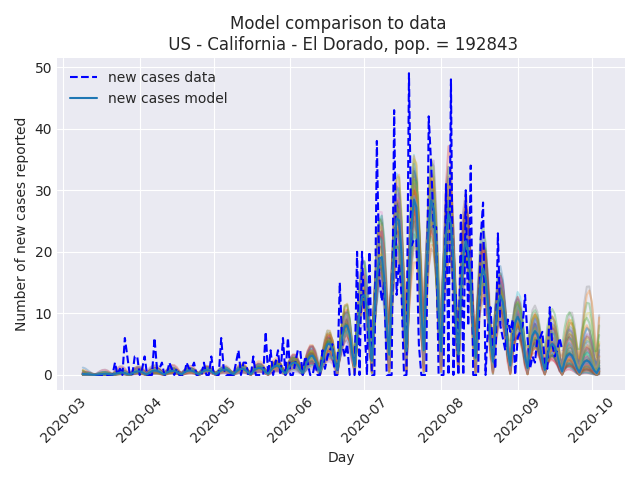 Model comparison to data
US - California - El Dorado, pop. = 192843
new cases data
new cases model
Number of new cases reported
50
40
30
20
10
0
2020-03
2020-04
2020-05
2020-06
2020-07
2020-08
2020-09
2020-10
Day